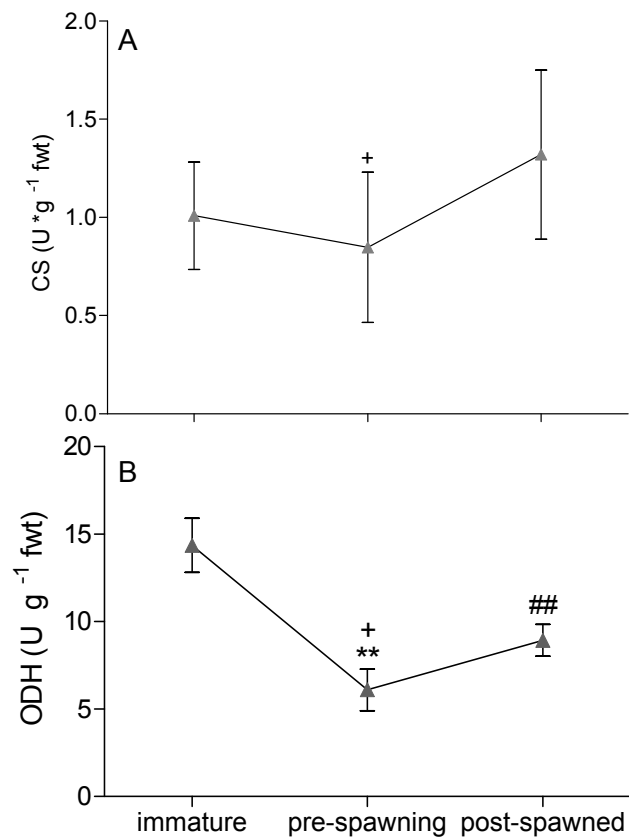 A
2.0
1.5
1.0
0.5
0.0
CS (U *g -1 fwt)
+
B
20
15
10
5
0
ODH (U g -1 fwt)
+
**
##
immature pre-spawning post-spawned